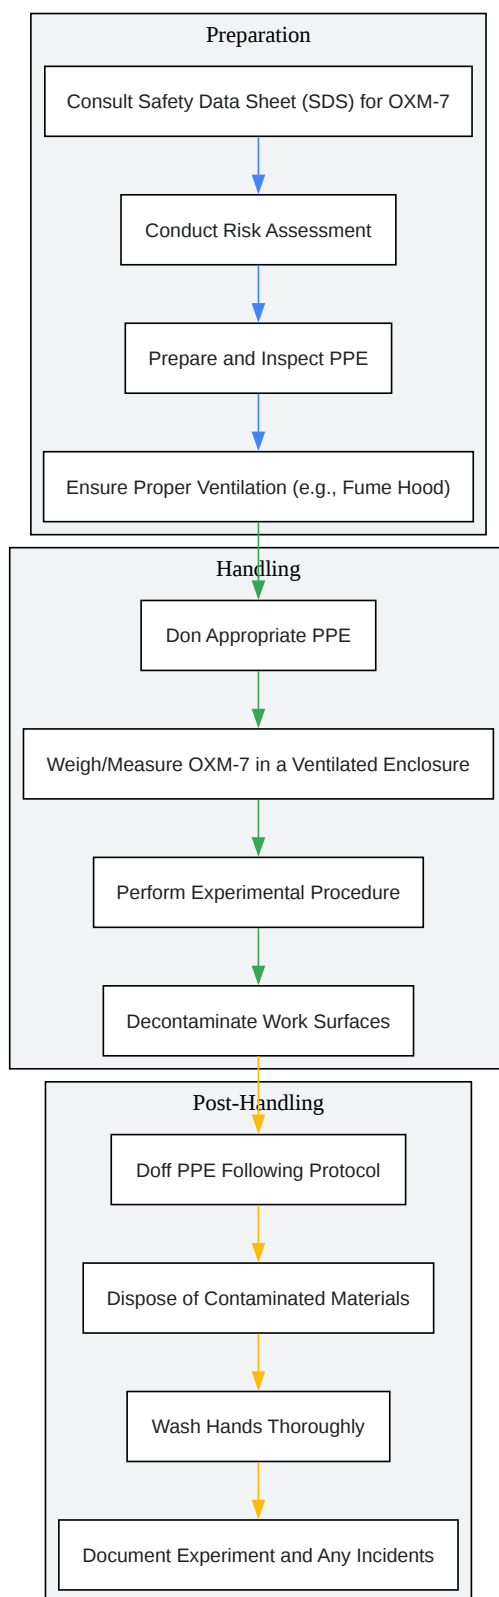 Preparation
Consult Safety Data Sheet (SDS) for OXM-7
Conduct Risk Assessment
Prepare and Inspect PPE
Ensure Proper Ventilation (e.g., Fume Hood)
Handling
Don Appropriate PPE
Weigh/Measure OXM-7 in a Ventilated Enclosure
Perform Experimental Procedure
Decontaminate Work Surfaces
Post-Handling
Doff PPE Following Protocol
Dispose of Contaminated Materials
Wash Hands Thoroughly
Document Experiment and Any Incidents